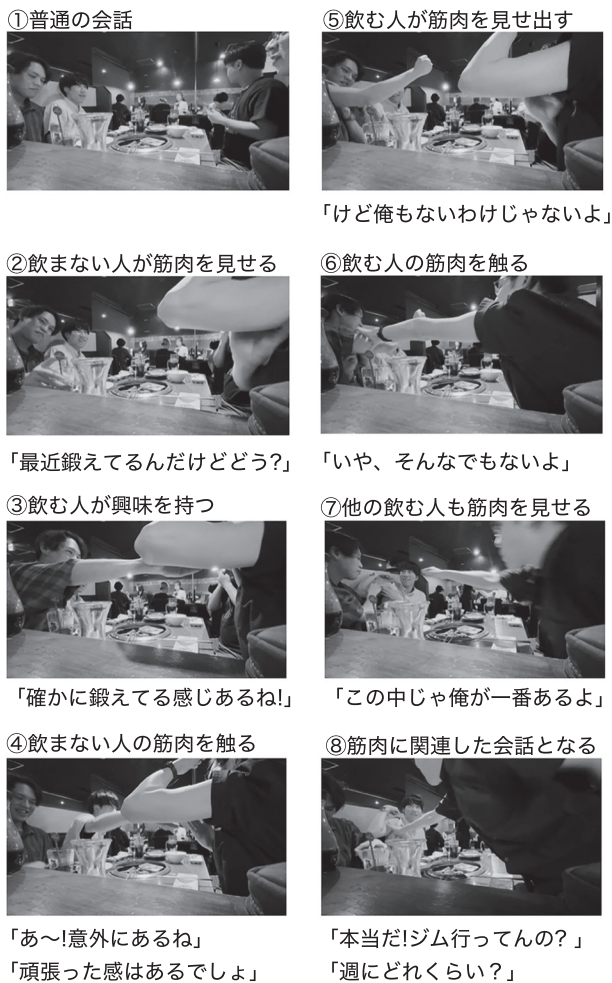 ①普通の会話
②飲まない人が筋肉を見せる
「最近鍛えてるんだけどどう?」
③飲む人が興味を持つ
「確かに鍛えてる感じあるね!」
④飲まない人の筋肉を触る
「あ〜!意外にあるね」
「頑張った感はあるでしょ」
⑤飲む人が筋肉を見せ出す
「けど俺もないわけじゃないよ」
⑥飲む人の筋肉を触る
「いや、そんなでもないよ」
⑦他の飲む人も筋肉を見せる
「この中じゃ俺が一番あるよ」
⑧筋肉に関連した会話となる
「本当だ!ジム行ってんの? 」
「週にどれくらい？」